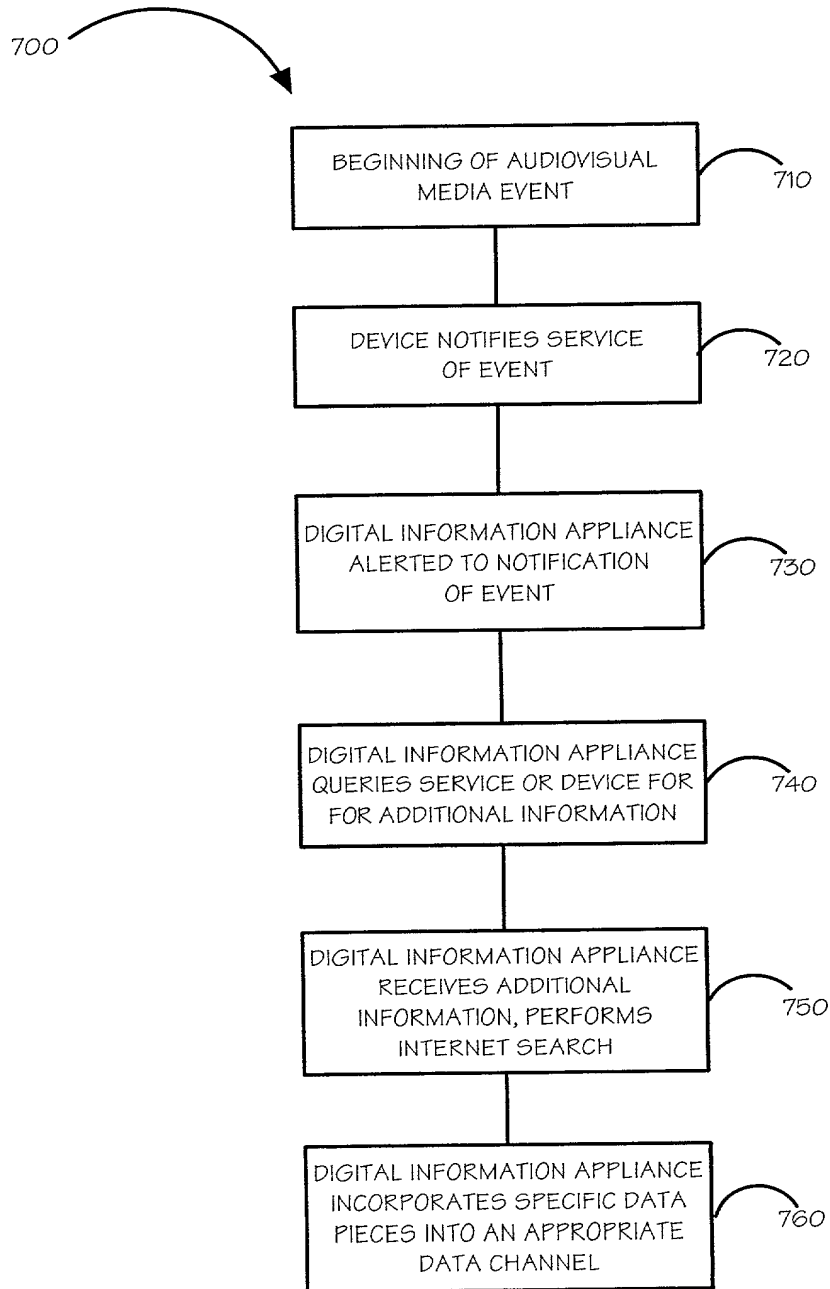 700
BEGINNING OF AUDIOVISUAL
MEDIA EVENT
710
DEVICE NOTIFIES SERVICE
OF EVENT
720
DIGITAL INFORMATION APPLIANCE
ALERTED TO NOTIFICATION
OF EVENT
730
DIGITAL INFORMATION APPLIANCE
QUERIES SERVICE OR DEVICE FOR
FOR ADDITIONAL INFORMATION
740
DIGITAL INFORMATION APPLIANCE
RECEIVES ADDITIONAL
INFORMATION, PERFORMS
INTERNET SEARCH
750
DIGITAL INFORMATION APPLIANCE
INCORPORATES SPECIFIC DATA
PIECES INTO AN APPROPRIATE
DATA CHANNEL
760